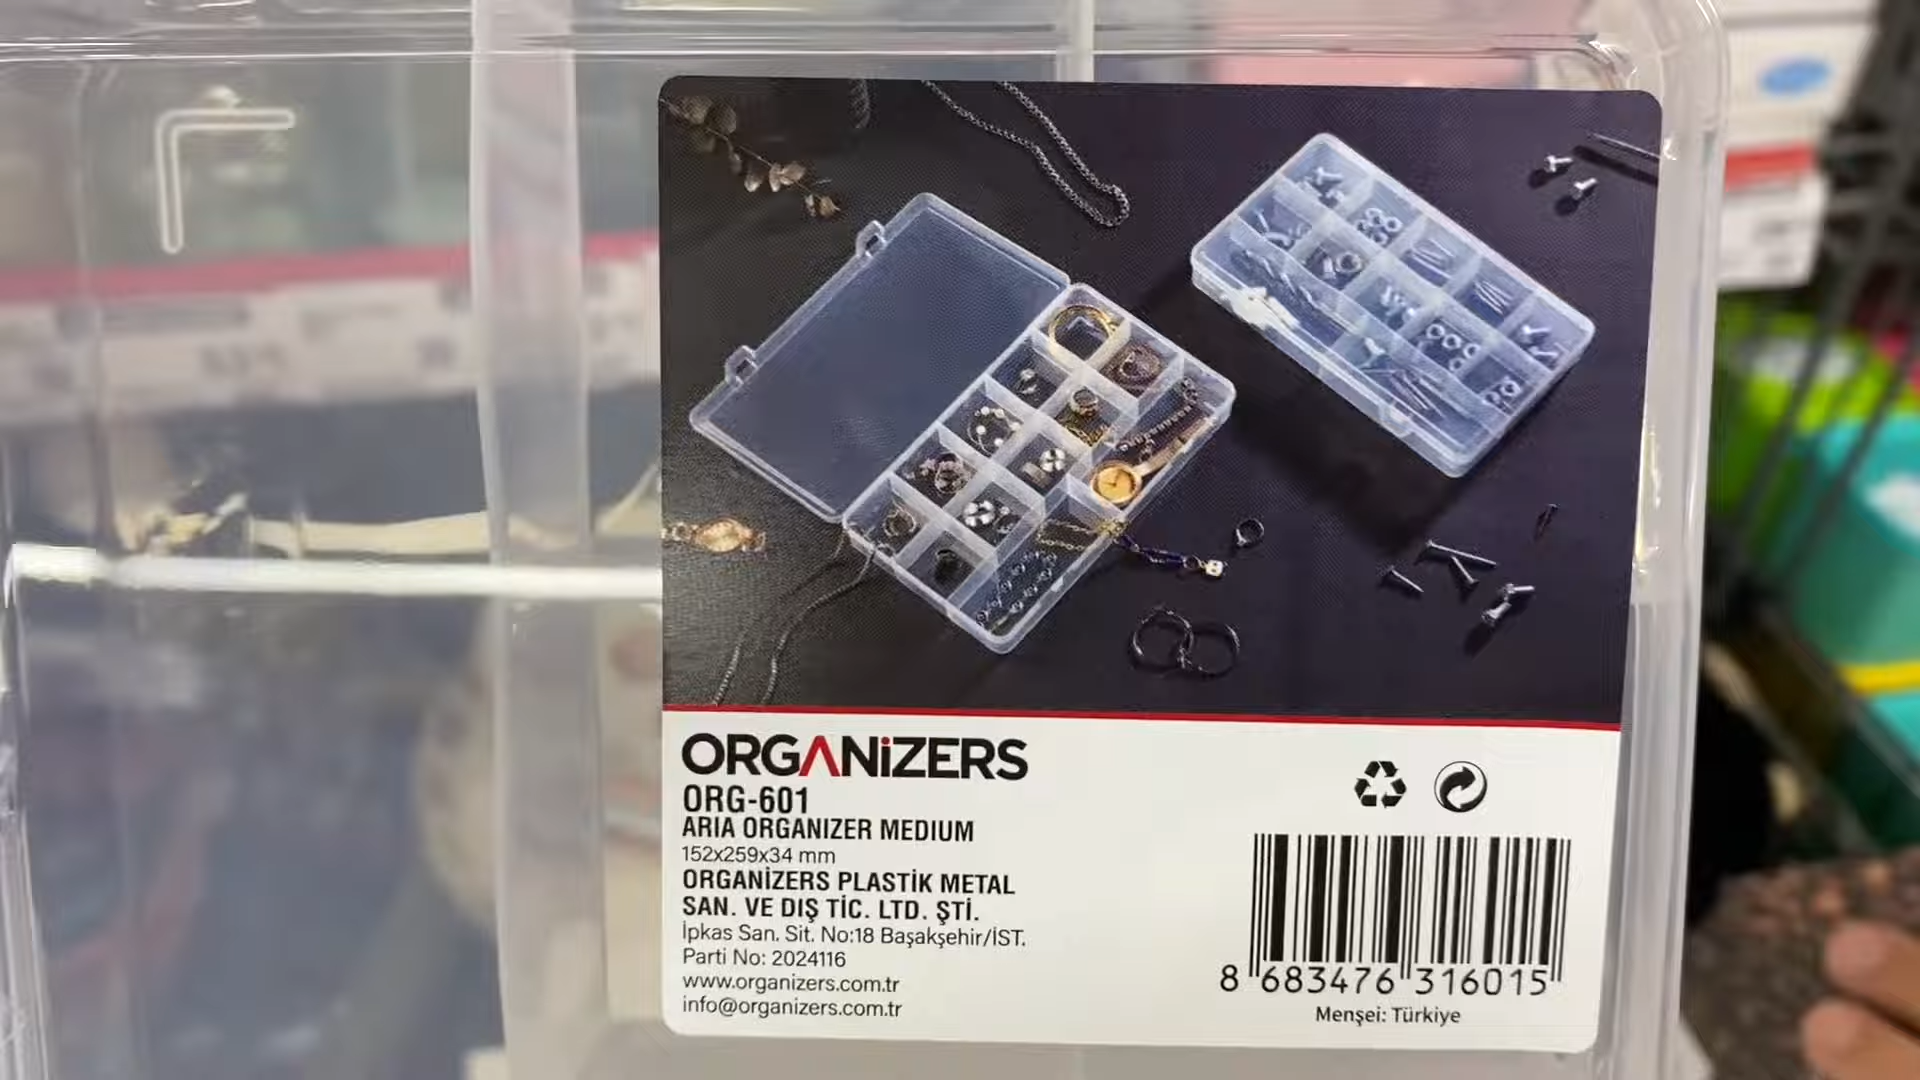 ORGANiZERS
ORG-601
ARIA ORGANIZER MEDIUM
152x259x34 mm
ORGANİZERS PLASTİK METAL
SAN. VE DIŞ TİC. LTD. ŞTİ.
İpkas San. Sit. No:18 Başakşehir/İST.
Parti No: 2024116
www.organizers.com.tr
info@organizers.com.tr
8 683476 316015
Menşei: Türkiye